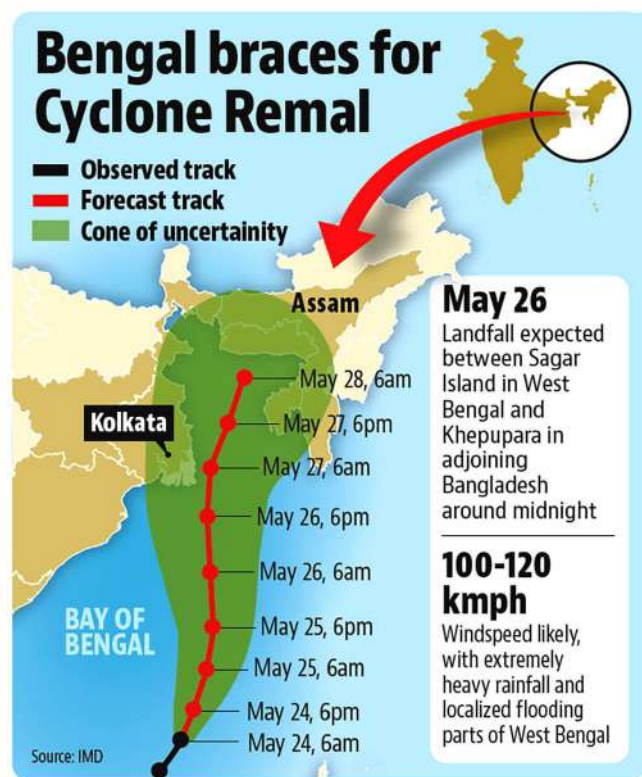 Bengal braces for
Cyclone Remal
Observed track
Forecast track
Cone of uncertainity
Assam
Kolkata
May 28, 6am
May 27, 6pm
May 27, 6am
May 26, 6pm
May 26, 6am
May 25, 6pm
May 25, 6am
May 24, 6pm
May 24, 6am
BAY OF
BENGAL
Source: IMD
May 26
Landfall expected
between Sagar
Island in West
Bengal and
Khepupara in
adjoining
Bangladesh
around midnight
100-120
kmph
Windspeed likely,
with extremely
heavy rainfall and
localized flooding
parts of West Bengal